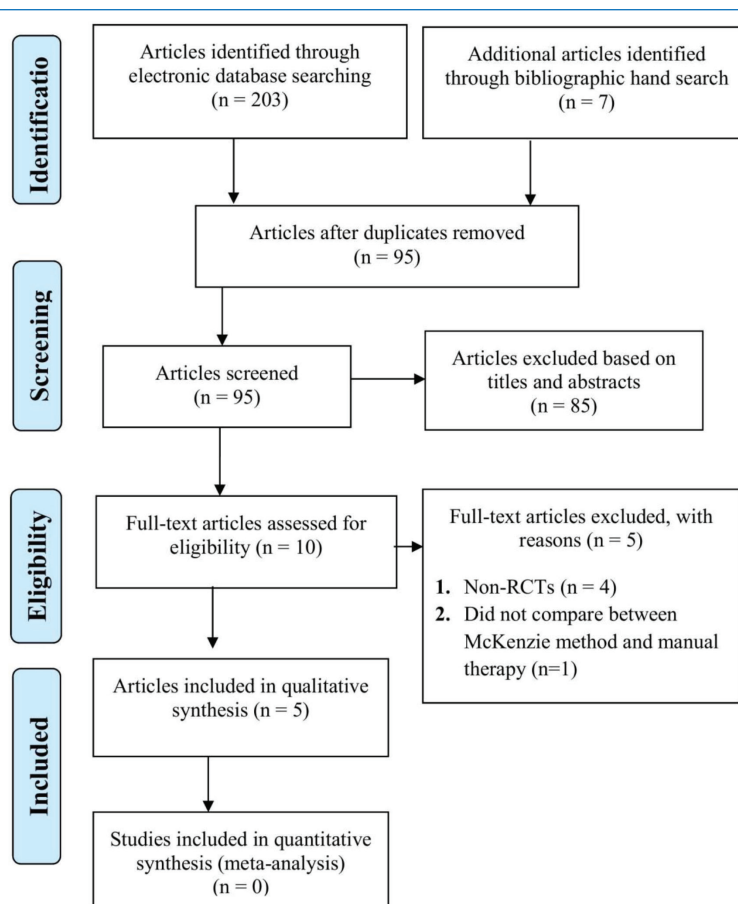 Identificatio
Articles identified through
electronic database searching
(n = 203)
Additional articles identified
through bibliographic hand search
(n = 7)
Articles after duplicates removed
(n = 95)
Screening
Articles screened
(n = 95)
Articles excluded based on
titles and abstracts
(n = 85)
Eligibility
Full-text articles assessed for
eligibility (n = 10)
Full-text articles excluded, with
reasons (n = 5)
1. Non-RCTs (n = 4)
2. Did not compare between
McKenzie method and manual
therapy (n=1)
Included
Articles included in qualitative
synthesis (n = 5)
Studies included in quantitative
synthesis (meta-analysis)
(n = 0)